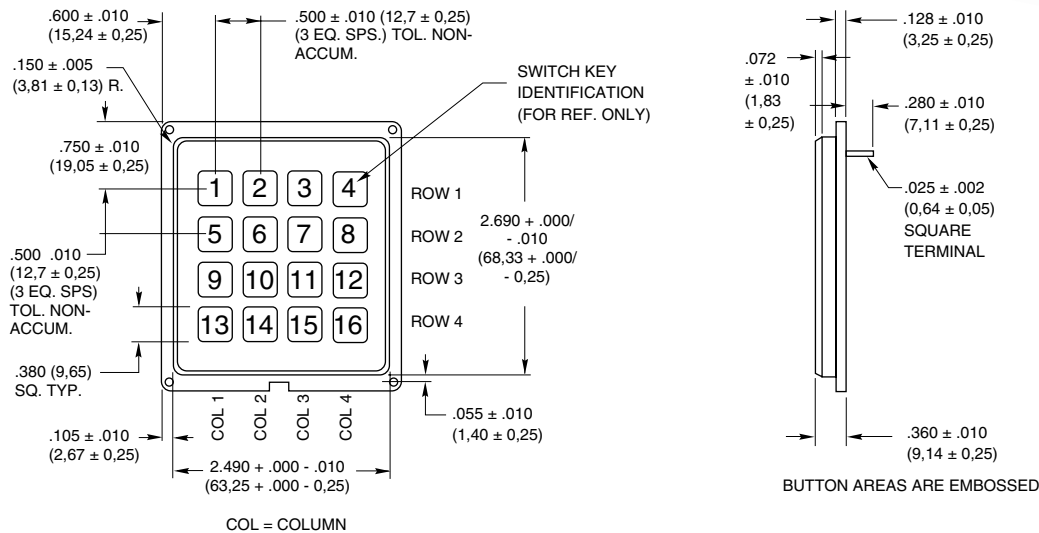 .600 ± .010
(15,24 ± 0,25)
.500 ± .010 (12,7 ± 0,25)
(3 EQ. SPS.) TOL. NON-
ACCUM.
.150 ± .005
(3,81 ± 0,13) R.
SWITCH KEY
IDENTIFICATION
(FOR REF. ONLY)
.750 ± .010
(19,05 ± 0,25)
1 2 3 4
ROW 1
5 6 7 8
ROW 2
9 10 11 12
ROW 3
13 14 15 16
ROW 4
2.690 + .000/
- .010
(68,33 + .000/
- 0,25)
.500 .010
(12,7 ± 0,25)
(3 EQ. SPS)
TOL. NON-
ACCUM.
.380 (9,65)
SQ. TYP.
COL 1
COL 2
COL 3
COL 4
.055 ± .010
(1,40 ± 0,25)
.105 ± .010
(2,67 ± 0,25)
2.490 + .000 - .010
(63,25 + .000 - 0,25)
COL = COLUMN
.128 ± .010
(3,25 ± 0,25)
.072
± .010
(1,83
± 0,25)
.280 ± .010
(7,11 ± 0,25)
.025 ± .002
(0,64 ± 0,05)
SQUARE
TERMINAL
.360 ± .010
(9,14 ± 0,25)
BUTTON AREAS ARE EMBOSSED